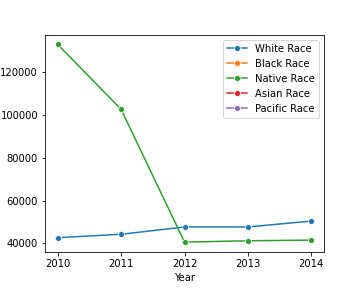 White Race
Black Race
Native Race
Asian Race
Pacific Race
120000
100000
80000
60000
40000
2010 2011 2012 2013 2014
Year